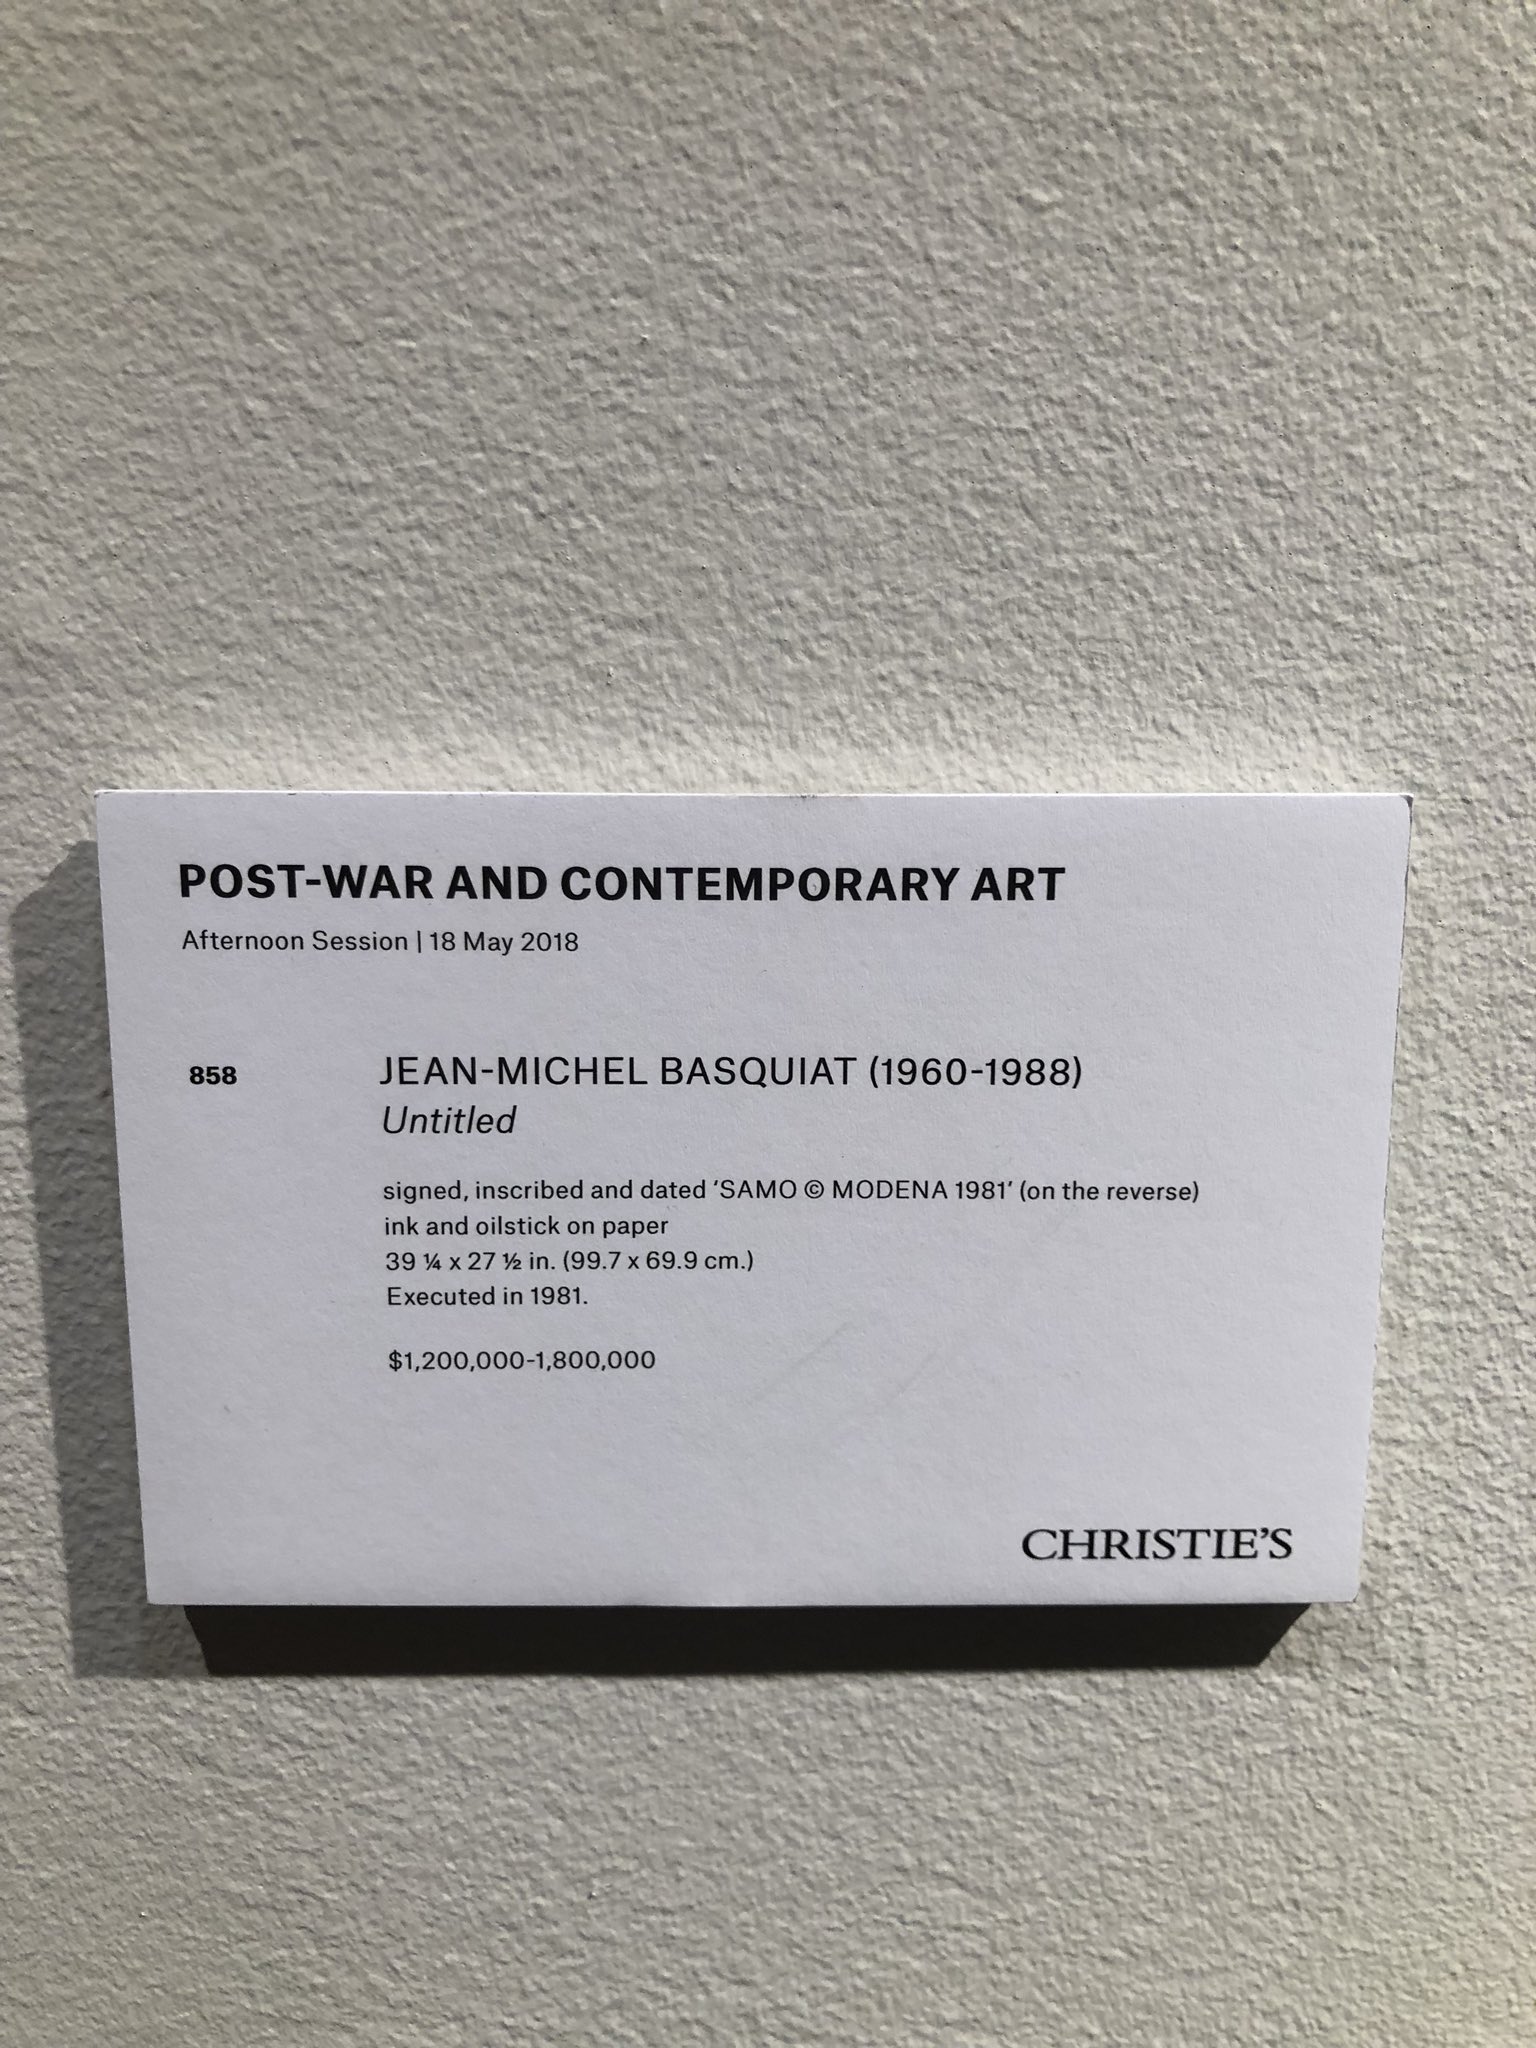 POST-WAR AND CONTEMPORARY ART
Afternoon Session | 18 May 2018
858
JEAN-MICHEL BASQUIAT (1960-1988)
Untitled
signed, inscribed and dated ‘SAMO © MODENA 1981’ (on the reverse)
ink and oilstick on paper
39 ¼ x 27 ½ in. (99.7 x 69.9 cm.)
Executed in 1981.
$1,200,000-1,800,000
CHRISTIE’S